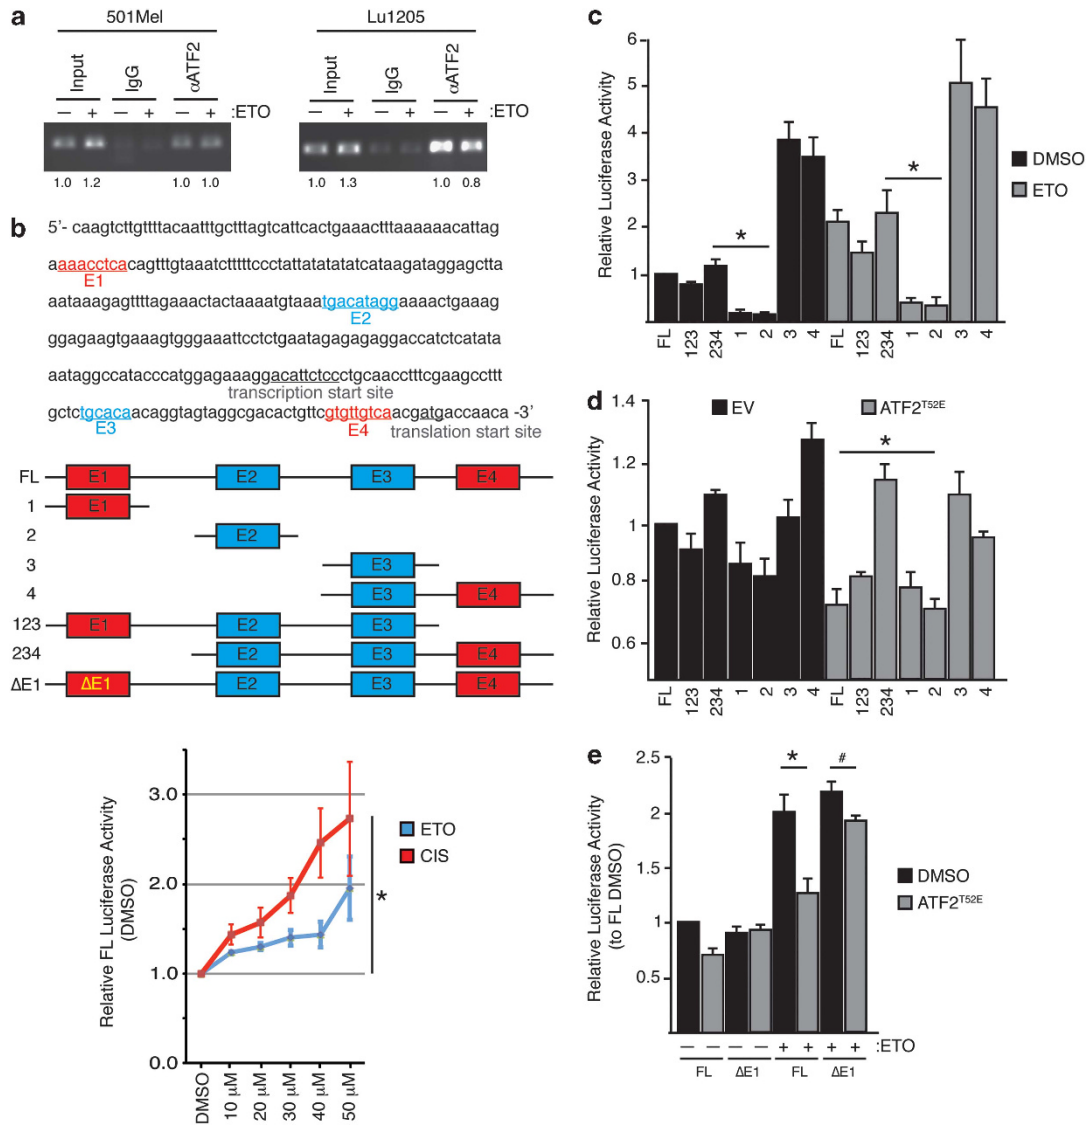 a
501Mel
Lu1205
Input IgG αATF2
Input IgG αATF2
— + — + — + :ETO
— + — + — + :ETO
1.0 1.2 1.0 1.0
1.0 1.3 1.0 0.8
b
5'- caagtcttgttttacaatttgctttagtcattcactgaaactttaaaaaacattag
aaaacctcacagtttgtaaatctttttccctattatatatatcataagataggagctta
E1
aataaagagttttagaaactactaaaatgtaaatgacatagggaaaactgaaag
E2
ggagaagtgaaagtgggaaattcctctgaatagagagaggaccatctcatata
aataggccatacccatggagaaaggacattctccctgcaacctttcgaagccttt
transcription start site
gctctgcacaacaggtagtaggcgacactgttcgtgttgtcaacgatgaccaaca -3'
E3 E4 translation start site
FL E1 E2 E3 E4
1 E1
2 E2
3 E3
4 E3 E4
123 E1 E2 E3
234 E2 E3 E4
ΔE1 ΔE1 E2 E3 E4
Relative FL Luciferase Activity
(DMSO)
3.0
2.0
1.0
0.0
ETO
CIS
*
DMSO 10 μM 20 μM 30 μM 40 μM 50 μM
c
Relative Luciferase Activity
6
5
4
3
2
1
* *
DMSO
ETO
FL 123 234 1 2 3 4 FL 123 234 1 2 3 4
d
Relative Luciferase Activity
1.4
1.2
1
0.8
0.6
EV ATF2T52E
*
FL 123 234 1 2 3 4 FL 123 234 1 2 3 4
e
Relative Luciferase Activity
(to FL DMSO)
2.5
2
1.5
1
0.5
* #
DMSO
ATF2T52E
— — — — + + + + :ETO
FL ΔE1 FL ΔE1